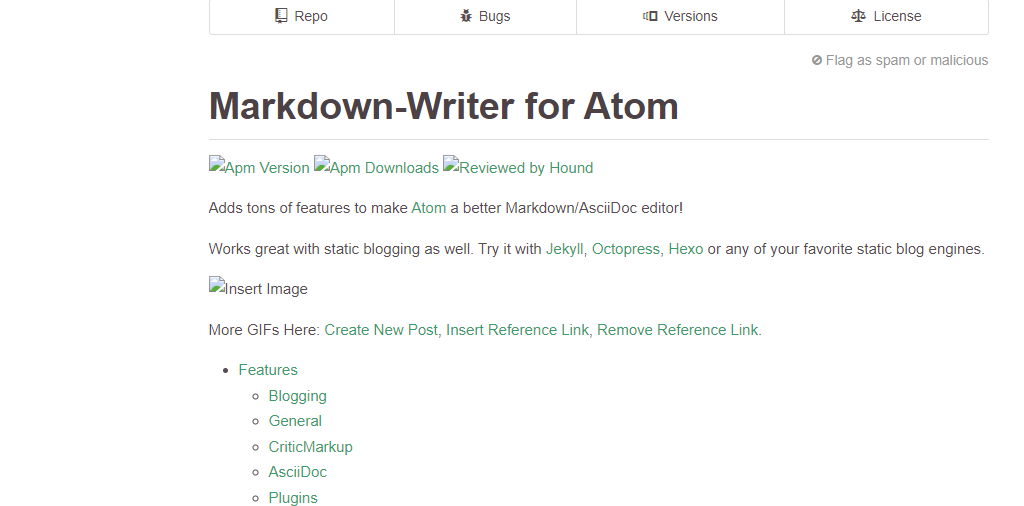 Repo Bugs Versions License
Flag as spam or malicious
Markdown-Writer for Atom
Apm Version Apm Downloads Reviewed by Hound
Adds tons of features to make Atom a better Markdown/AsciiDoc editor!
Works great with static blogging as well. Try it with Jekyll, Octopress, Hexo or any of your favorite static blog engines.
Insert Image
More GIFs Here: Create New Post, Insert Reference Link, Remove Reference Link.
Features
Blogging
General
CriticMarkup
AsciiDoc
Plugins